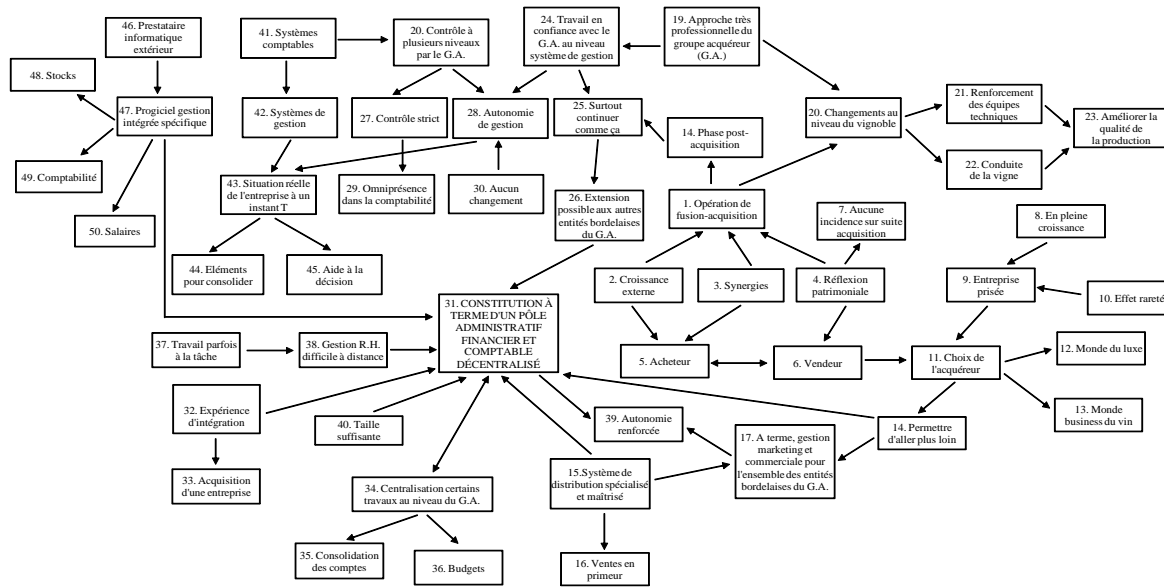 46. Prestataire
informatique
extérieur
41. Systèmes
comptables
20. Contrôle à
plusieurs niveaux
par le G.A.
24. Travail en
confiance avec le
G.A. au niveau
système de gestion
19. Approche très
professionnelle du
groupe acquéreur
(G.A.)
48. Stocks
47. Progiciel gestion
intégrée spécifique
42. Systèmes de
gestion
27. Contrôle strict
28. Autonomie
de gestion
25. Surtout
continuer
comme ça
14. Phase post-
acquisition
20. Changements au
niveau du vignoble
21. Renforcement
des équipes
techniques
23. Améliorer la
qualité de
la production
22. Conduite
de la vigne
49. Comptabilité
50. Salaires
43. Situation réelle
de l'entreprise à un
instant T
29. Omniprésence
dans la comptabilité
30. Aucun
changement
26. Extension
possible aux autres
entités bordelaises
du G.A.
1. Opération de
fusion-acquisition
7. Aucune
incidence sur suite
acquisition
8. En pleine
croissance
44. Eléments
pour consolider
45. Aide à la
décision
2. Croissance
externe
3. Synergies
4. Réflexion
patrimoniale
9. Entreprise
prisée
10. Effet rareté
31. CONSTITUTION À
TERME D'UN PÔLE
ADMINISTRATIF
FINANCIER ET
COMPTABLE
DÉCENTRALISÉ
37. Travail parfois
à la tâche
38. Gestion R.H.
difficile à distance
5. Acheteur
6. Vendeur
11. Choix de
l'acquéreur
12. Monde du luxe
13. Monde
business du vin
32. Expérience
d'intégration
40. Taille
suffisante
39. Autonomie
renforcée
17. A terme, gestion
marketing et
commerciale pour
l'ensemble des entités
bordelaises du G.A.
14. Permettre
d'aller plus loin
33. Acquisition
d'une entreprise
34. Centralisation certains
travaux au niveau du G.A.
15.Système de
distribution spécialisé
et maîtrisé
35. Consolidation
des comptes
36. Budgets
16. Ventes en
primeur